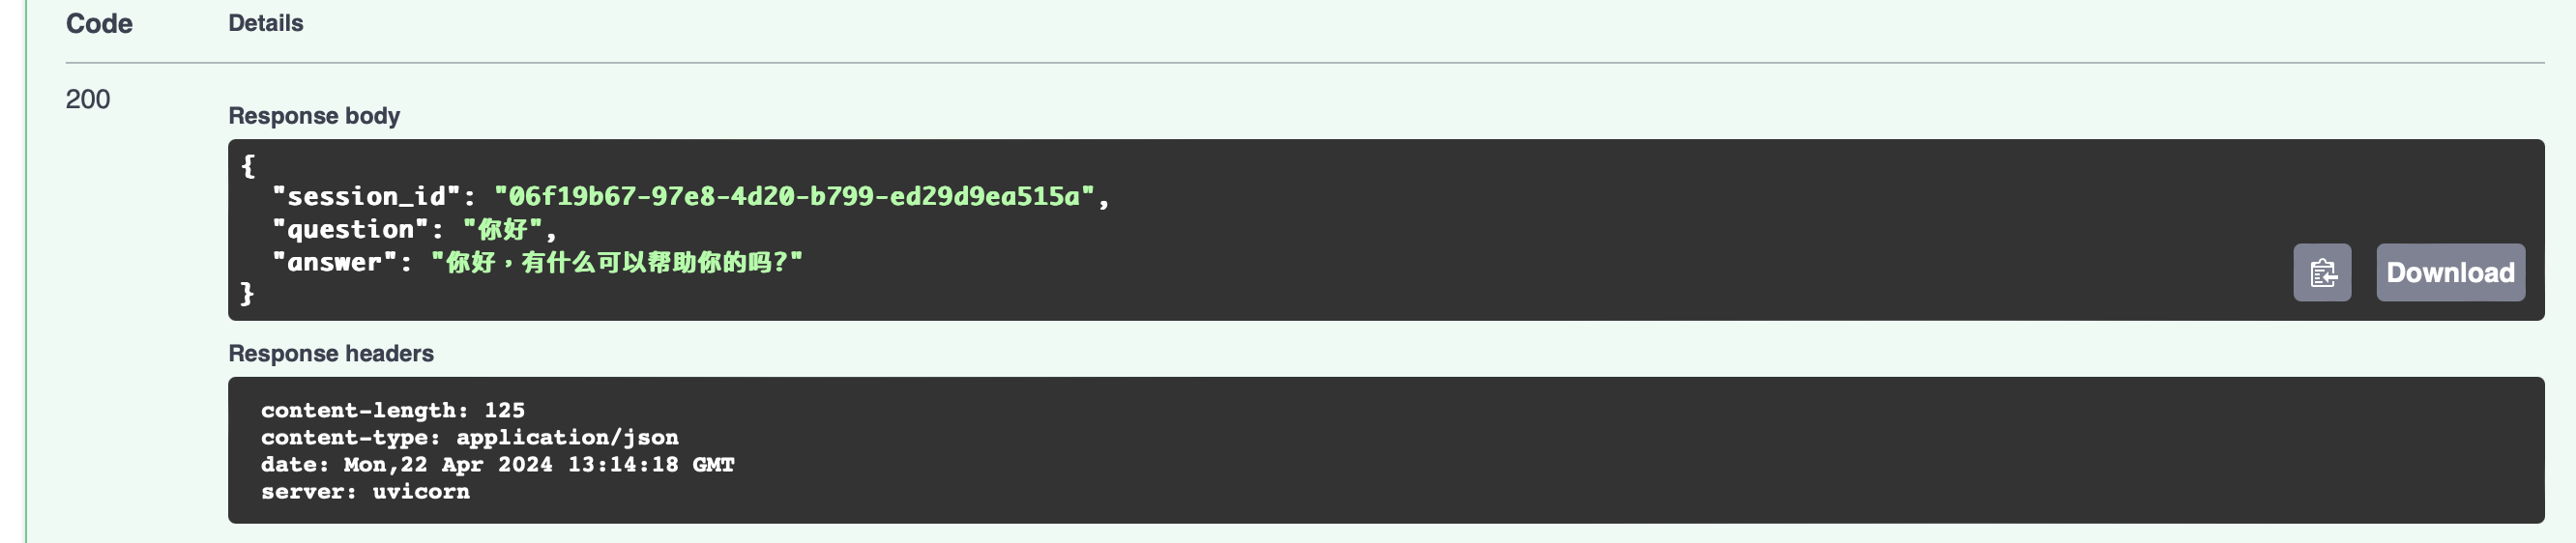 Code Details
200
Response body
{
"session_id": "06f19b67-97e8-4d20-b799-ed29d9ea515a",
"question": "你好",
"answer": "你好，有什么可以帮助你的吗?"
}
Download
Response headers
content-length: 125
content-type: application/json
date: Mon,22 Apr 2024 13:14:18 GMT
server: uvicorn